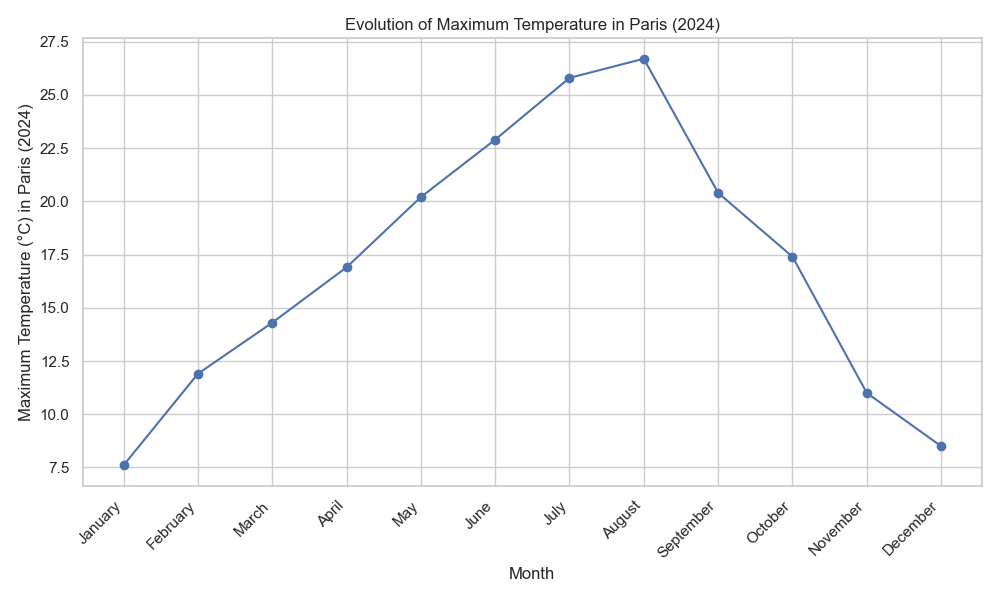 Evolution of Maximum Temperature in Paris (2024)
Maximum Temperature (°C) in Paris (2024)
27.5
25.0
22.5
20.0
17.5
15.0
12.5
10.0
7.5
January
February
March
April
May
June
July
August
September
October
November
December
Month